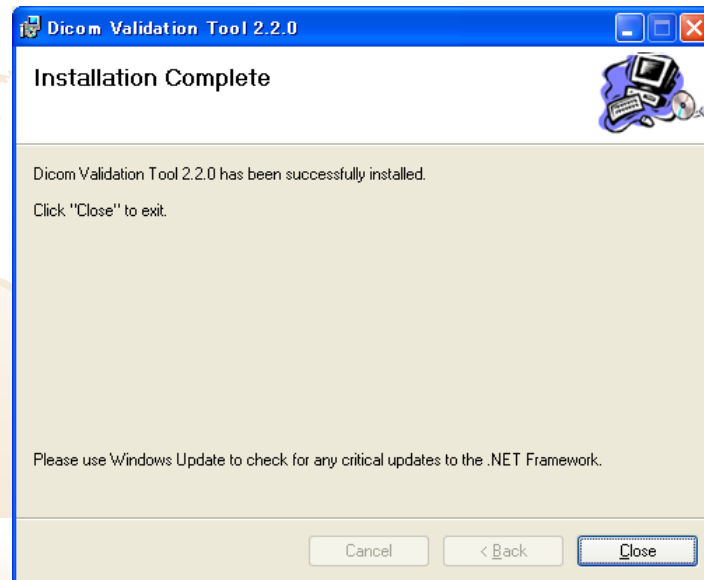 Dicom Validation Tool 2.2.0
Installation Complete
Dicom Validation Tool 2.2.0 has been successfully installed.
Click "Close" to exit.
Please use Windows Update to check for any critical updates to the .NET Framework.
Cancel < Back Close